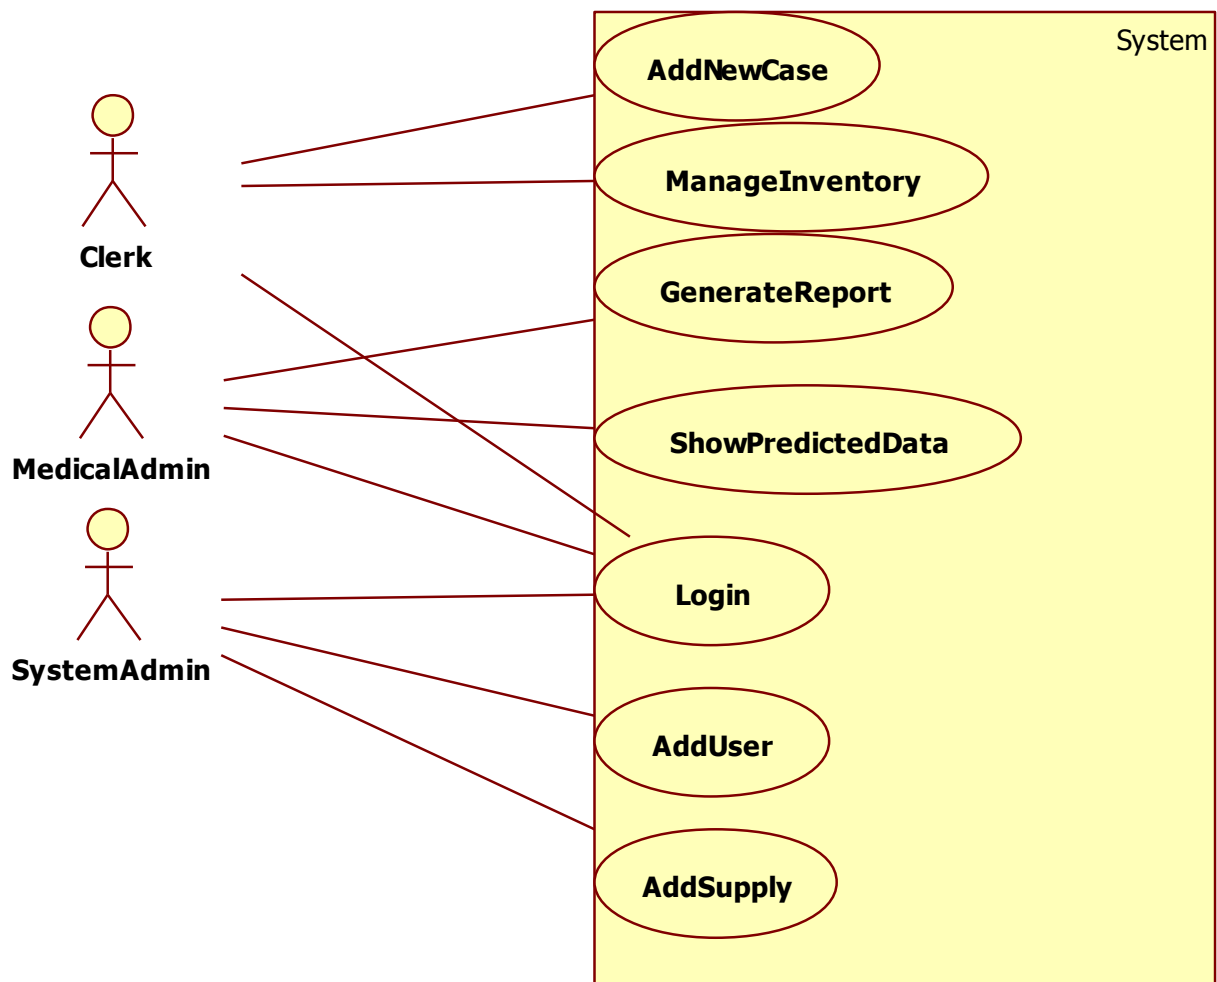 System
AddNewCase
ManageInventory
Clerk
GenerateReport
ShowPredictedData
MedicalAdmin
Login
SystemAdmin
AddUser
AddSupply